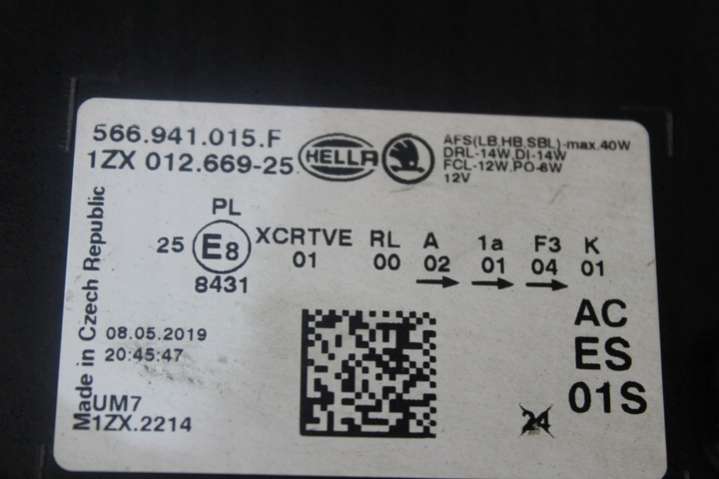 566.941.015.F
1ZX 012.669-25
HELLA
AFS(LB,HB,SBL)-max.40W
DRL-14W,DI-14W
FCL-12W,PO-6W
12V
PL
25 E8
8431
XCRTVE RL A 1a F3 K
01 00 02 01 04 01
Made in Czech Republic
08.05.2019
20:45:47
UM7
1ZX.2214
AC
ES
01S
24